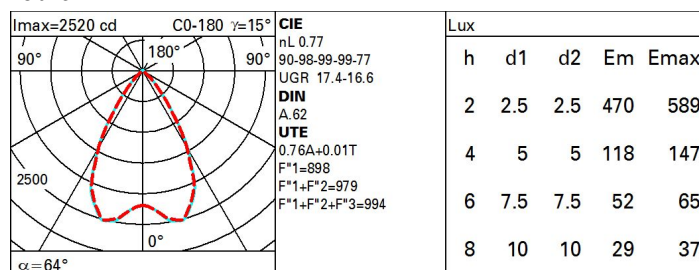 Imax=2520 cd C0-180 γ=15°
90° 180° 90°
2500
0°
α=64°
CIE
nL 0.77
90-98-99-99-77
UGR 17.4-16.6
DIN
A.62
UTE
0.76A+0.01T
F"1=898
F"1+F"2=979
F"1+F"2+F"3=994
Lux
h d1 d2 Em Emax
2 2.5 2.5 470 589
4 5 5 118 147
6 7.5 7.5 52 65
8 10 10 29 37